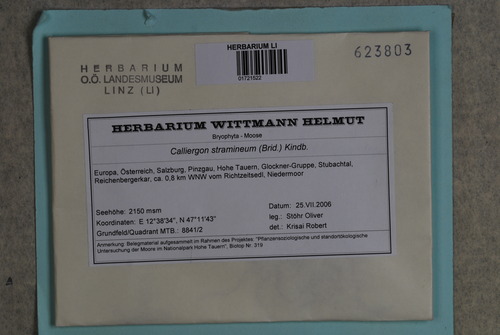 HERBARIUM LI
01721522
623803
HERBARIUM
O.Ö. LANDESMUSEUM
LINZ (LI)
HERBARIUM WITTMANN HELMUT
Bryophyta - Moose
Calliergon stramineum (Brid.) Kindb.
Europa, Österreich, Salzburg, Pinzgau, Hohe Tauern, Glockner-Gruppe, Stubachtal,
Reichenbergerkar, ca. 0,8 km WNW vom Richtzeitsedl, Niedermoor
Seehöhe: 2150 msm
Datum: 25.VII.2006
Koordinaten: E 12°38'34", N 47°11'43"
leg.: Stöhr Oliver
Grundfeld/Quadrant MTB.: 8841/2
det.: Krisai Robert
Anmerkung: Belegmaterial aufgesammelt im Rahmen des Projektes, "Pflanzensoziologische und standortökologische
Untersuchung der Moore im Nationalpark Hohe Tauern", Biotop Nr. 319